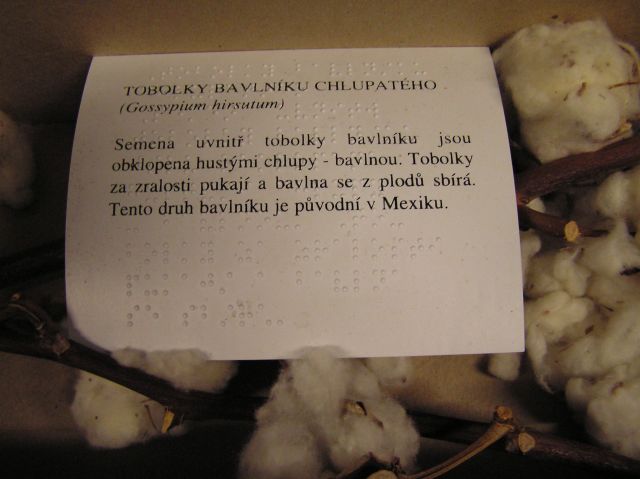 TOBOLKY BAVLNÍKU CHLUPATÉHO
(Gossypium hirsutum)
Semena uvnitř tobolky bavlníku jsou
obklopena hustými chlupy - bavlnou. Tobolky
za zralosti pukají a bavlna se z plodů sbírá.
Tento druh bavlníku je původní v Mexiku.